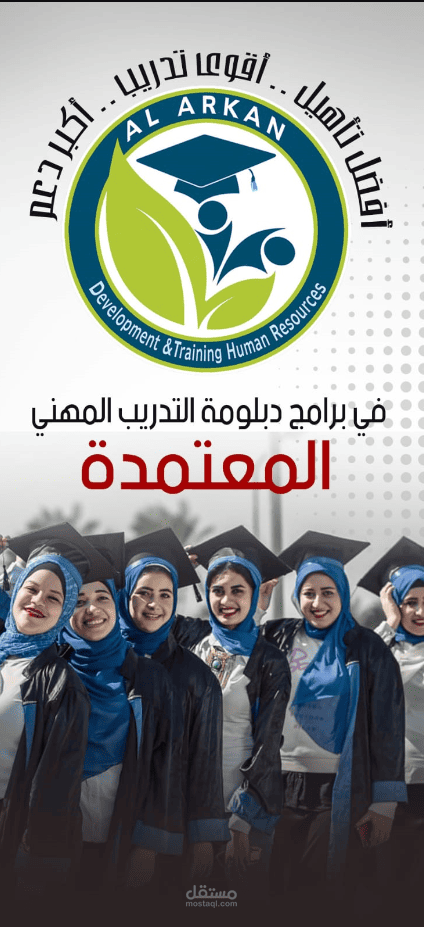 أفضل تأهيل .. أقوى تدريبا .. أكبر دعم
AL ARKAN
Development &Training Human Resources
في برامج دبلومة التدريب المهني
المعتمدة
مستقل
mostaql.com